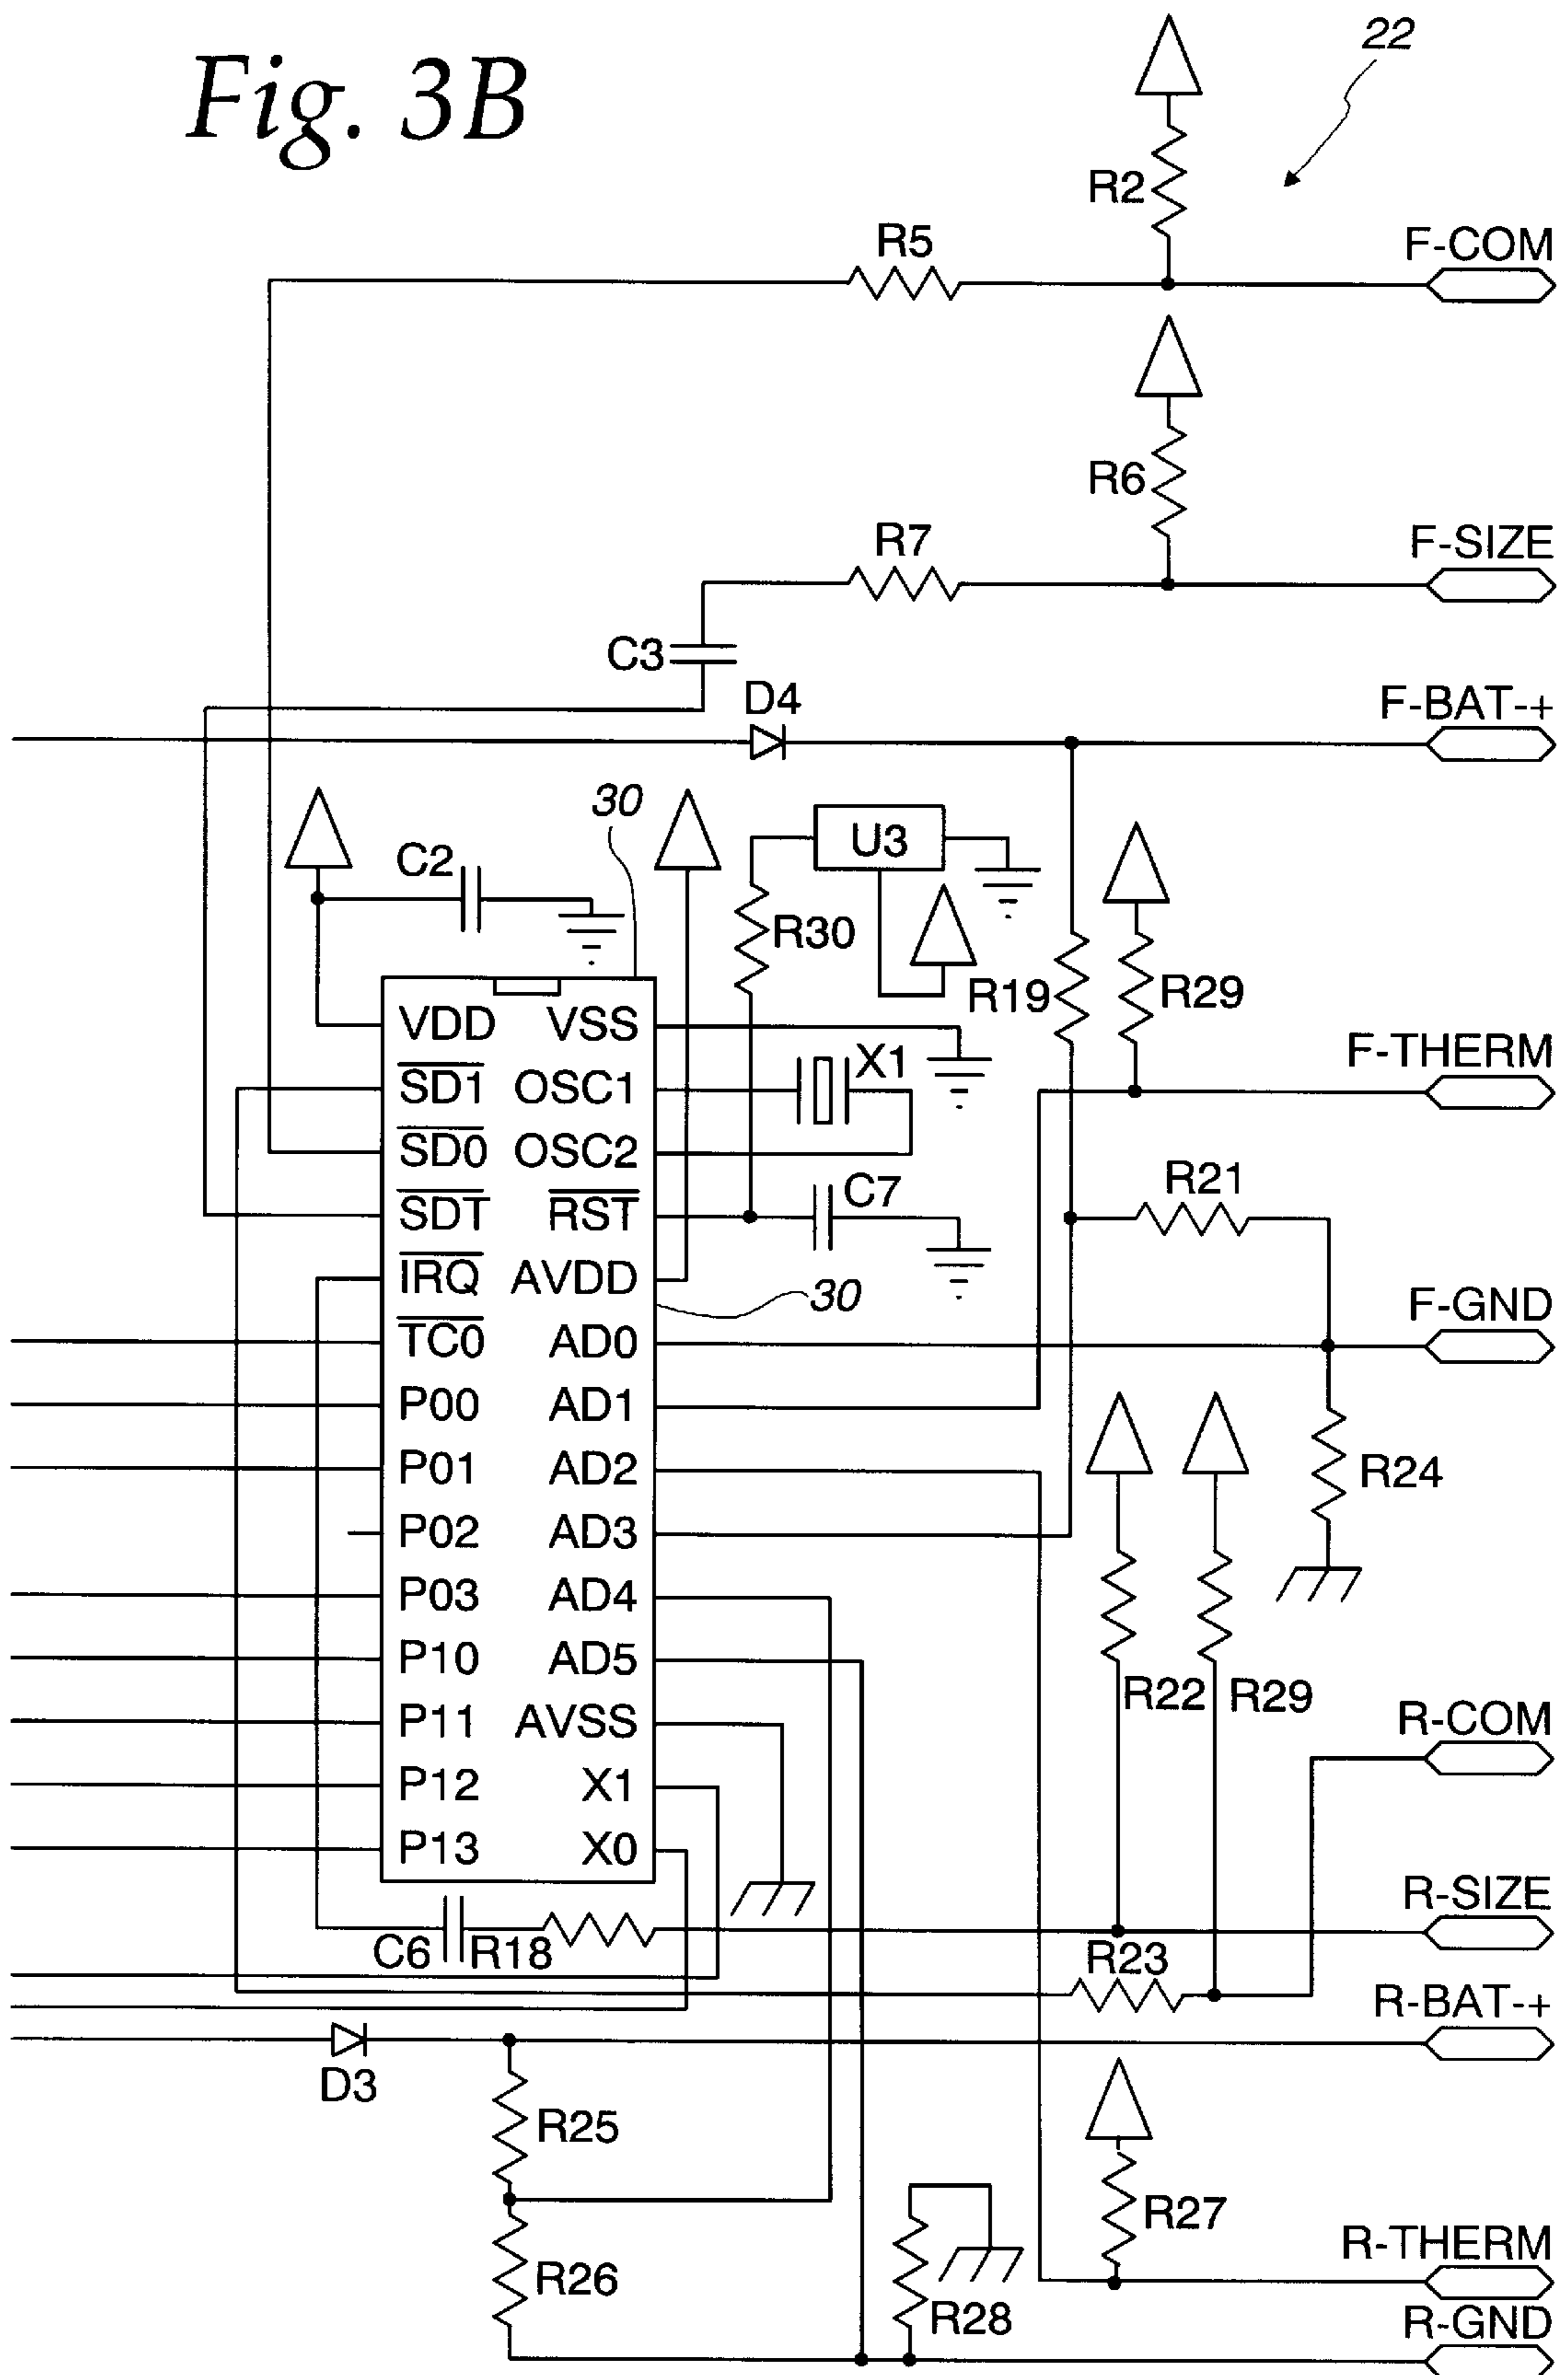 Fig. 3B
22
R2
R5
F-COM
R6
R7
F-SIZE
C3
D4
F-BAT-+
30
C2
U3
R30
R19
R29
VDD VSS
F-THERM
SD1 OSC1
X1
SD0 OSC2
SDT RST
C7
R21
IRQ AVDD
30
F-GND
TC0 AD0
P00 AD1
P01 AD2
R24
P02 AD3
P03 AD4
P10 AD5
R22 R29
P11 AVSS
R-COM
P12 X1
P13 X0
R-SIZE
C6 R18
R23
R-BAT-+
D3
R25
R27
R-THERM
R26
R28
R-GND